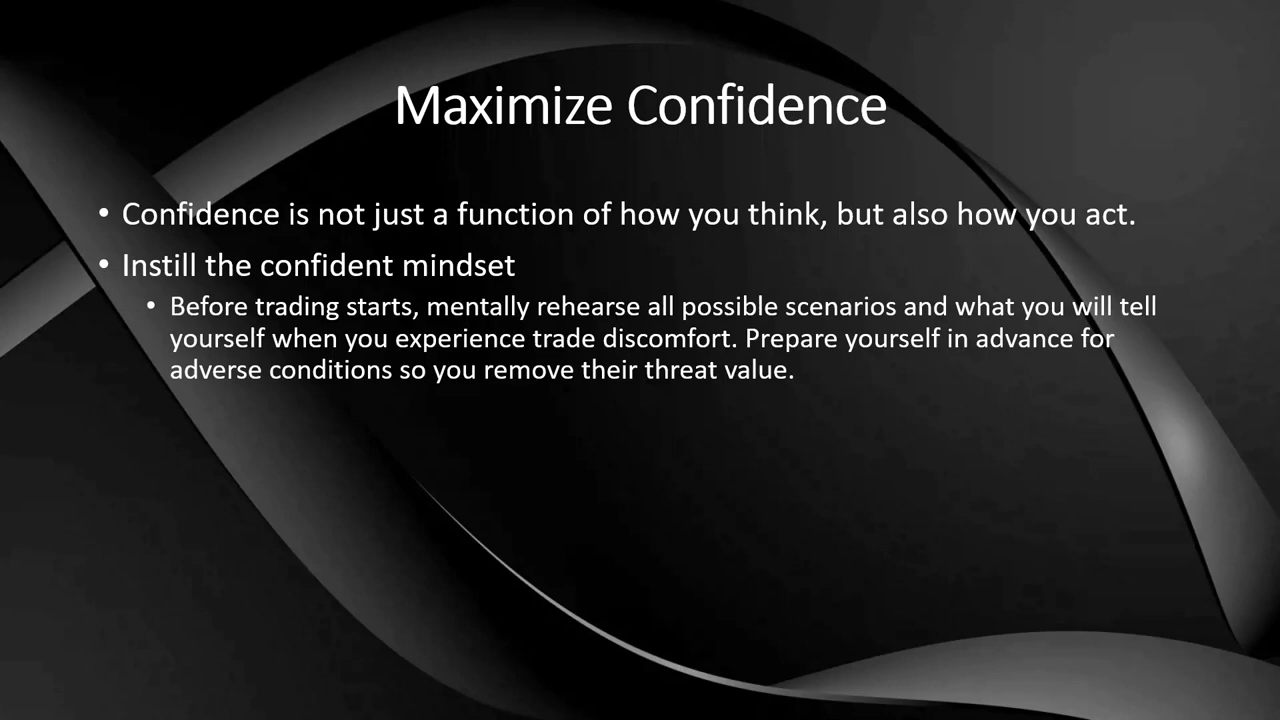 Maximize Confidence
• Confidence is not just a function of how you think, but also how you act.
• Instill the confident mindset
• Before trading starts, mentally rehearse all possible scenarios and what you will tell
yourself when you experience trade discomfort. Prepare yourself in advance for
adverse conditions so you remove their threat value.